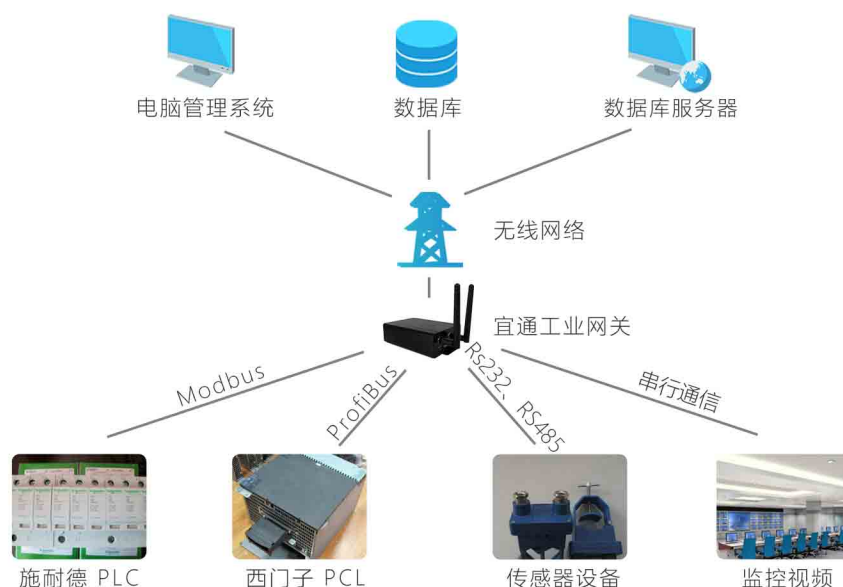 电脑管理系统
数据库
数据库服务器
无线网络
宜通工业网关
Modbus
ProfiBus
Rs232、RS485
串行通信
施耐德 PLC
西门子 PCL
传感器设备
监控视频